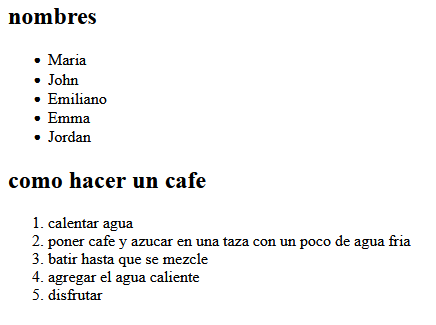 nombres
• Maria
• John
• Emiliano
• Emma
• Jordan
como hacer un cafe
1. calentar agua
2. poner cafe y azucar en una taza con un poco de agua fria
3. batir hasta que se mezcle
4. agregar el agua caliente
5. disfrutar